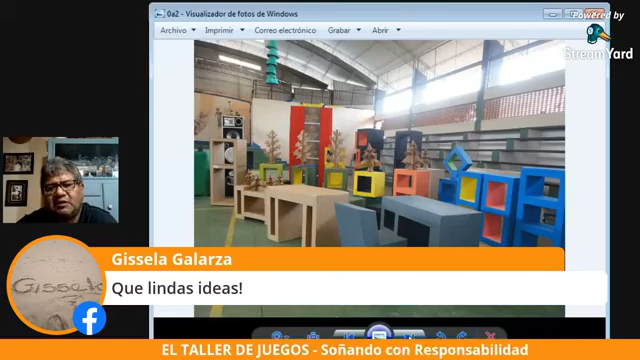 0a2 - Visualizador de fotos de Windows
Powered by
StreamYard
Archivo Imprimir Correo electrónico Grabar Abrir
Gissela Galarza
Gissela
Que lindas ideas!
EL TALLER DE JUEGOS - Soñando con Responsabilidad